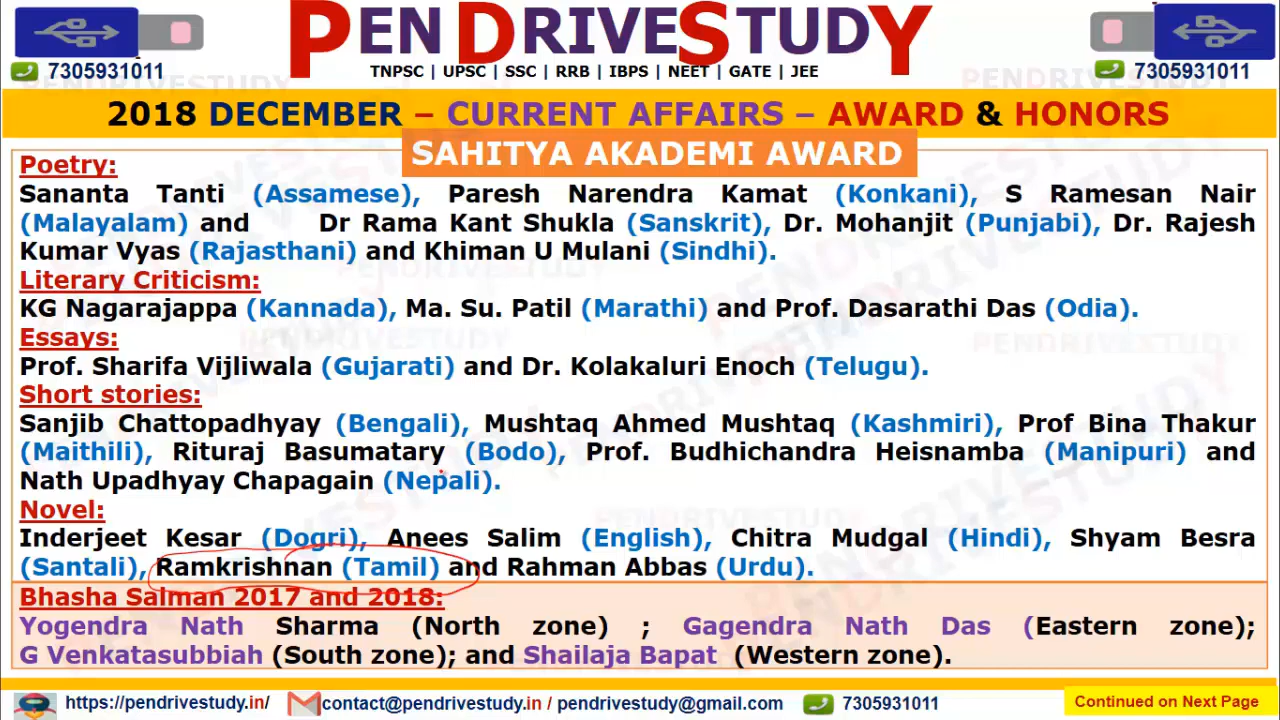 PENDRIVESTUDY
TNPSC | UPSC | SSC | RRB | IBPS | NEET | GATE | JEE
7305931011
7305931011
2018 DECEMBER – CURRENT AFFAIRS – AWARD & HONORS
SAHITYA AKADEMI AWARD
Poetry:
Sananta Tanti (Assamese), Paresh Narendra Kamat (Konkani), S Ramesan Nair
(Malayalam) and Dr Rama Kant Shukla (Sanskrit), Dr. Mohanjit (Punjabi), Dr. Rajesh
Kumar Vyas (Rajasthani) and Khiman U Mulani (Sindhi).
Literary Criticism:
KG Nagarajappa (Kannada), Ma. Su. Patil (Marathi) and Prof. Dasarathi Das (Odia).
Essays:
Prof. Sharifa Vijliwala (Gujarati) and Dr. Kolakaluri Enoch (Telugu).
Short stories:
Sanjib Chattopadhyay (Bengali), Mushtaq Ahmed Mushtaq (Kashmiri), Prof Bina Thakur
(Maithili), Rituraj Basumatary (Bodo), Prof. Budhichandra Heisnamba (Manipuri) and
Nath Upadhyay Chapagain (Nepali).
Novel:
Inderjeet Kesar (Dogri), Anees Salim (English), Chitra Mudgal (Hindi), Shyam Besra
(Santali), Ramkrishnan (Tamil) and Rahman Abbas (Urdu).
Bhasha Salman 2017 and 2018:
Yogendra Nath Sharma (North zone) ; Gagendra Nath Das (Eastern zone);
G Venkatasubbiah (South zone); and Shailaja Bapat (Western zone).
https://pendrivestudy.in/
contact@pendrivestudy.in / pendrivestudy@gmail.com
7305931011
Continued on Next Page